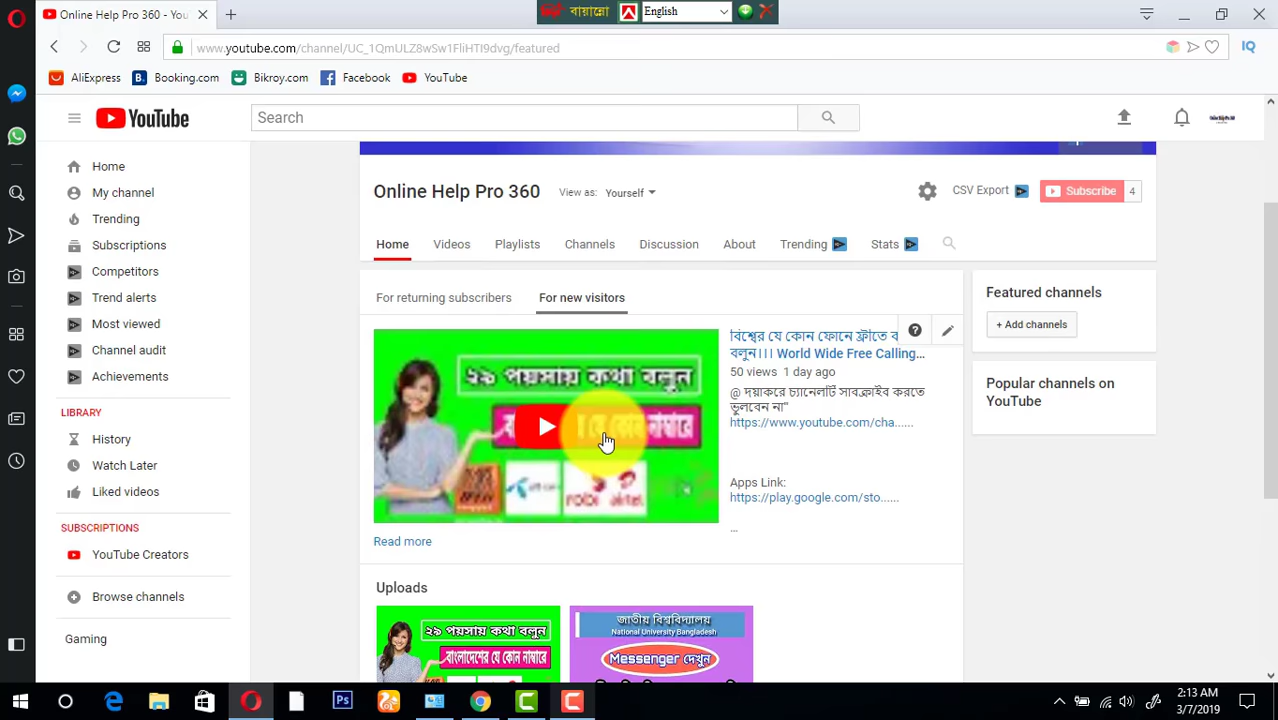 Online Help Pro 360 - You
বায়ান্নো
English
www.youtube.com/channel/UC_1QmULZ8wSw1FliHTI9dvg/featured
IQ
AliExpress
B. Booking.com
Bikroy.com
Facebook
YouTube
YouTube
Search
Home
My channel
Trending
Subscriptions
Competitors
Trend alerts
Most viewed
Channel audit
Achievements
LIBRARY
History
Watch Later
Liked videos
SUBSCRIPTIONS
YouTube Creators
Browse channels
Gaming
Online Help Pro 360
View as: Yourself
CSV Export
Subscribe 4
Home Videos Playlists Channels Discussion About Trending Stats
For returning subscribers For new visitors
২৯ পয়সায় কথা বলুন
যে কোন নাম্বারে
robi airtel
Read more
বিশ্বের যে কোন ফোনে ফ্রীতে ক
বলুন।।। World Wide Free Calling...
50 views 1 day ago
@ দয়াকরে চ্যানেলটি সাবক্রাইব করতে
ভুলবেন না"
https://www.youtube.com/cha......
Apps Link:
https://play.google.com/sto......
...
Featured channels
+ Add channels
Popular channels on
YouTube
Uploads
২৯ পয়সায় কথা বলুন
বাংলাদেশের যে কোন নাম্বারে
জাতীয় বিশ্ববিদ্যালয়
National University Bangladesh
Messenger দেখুন
2:13 AM
3/7/2019